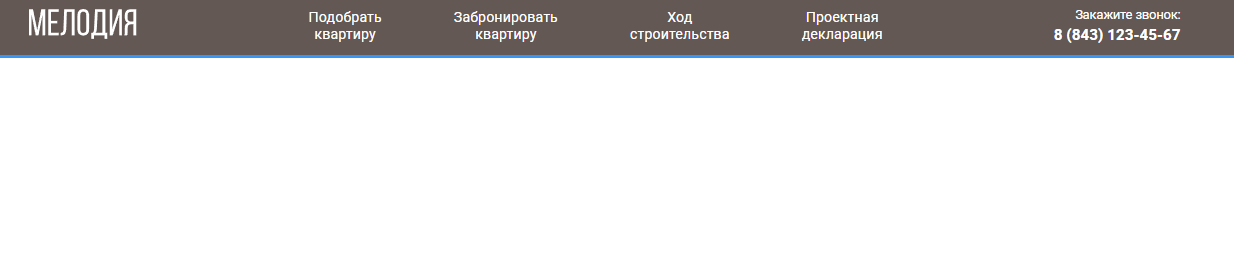 МЕЛОДИЯ
Подобрать
квартиру
Забронировать
квартиру
Ход
строительства
Проектная
декларация
Закажите звонок:
8 (843) 123-45-67